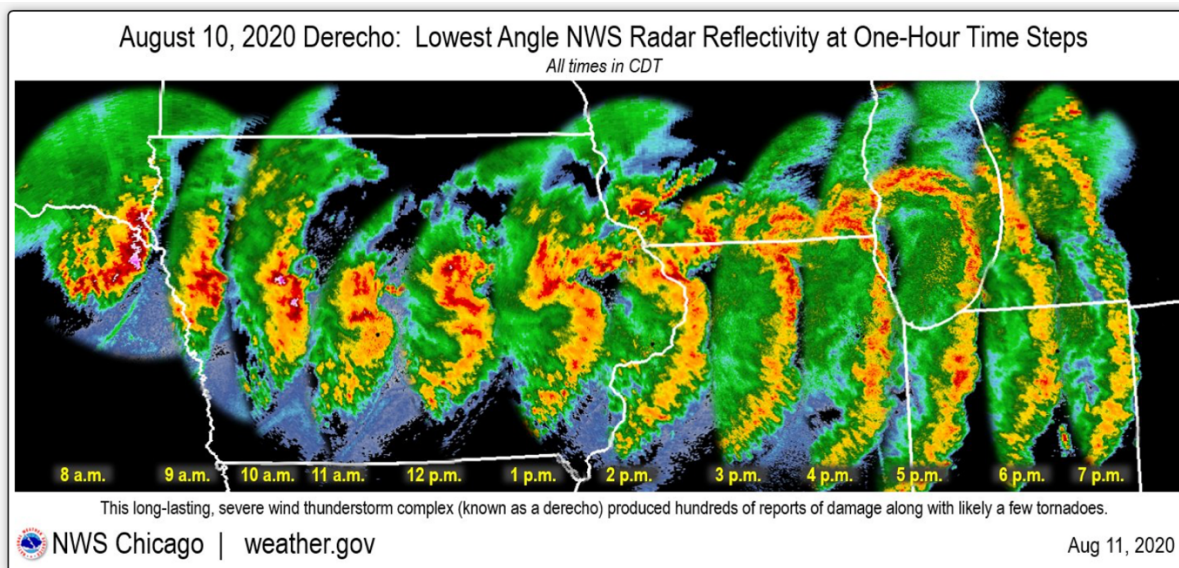 August 10, 2020 Derecho: Lowest Angle NWS Radar Reflectivity at One-Hour Time Steps
All times in CDT
8 a.m. 9 a.m. 10 a.m. 11 a.m. 12 p.m. 1 p.m. 2 p.m. 3 p.m. 4 p.m. 5 p.m. 6 p.m. 7 p.m.
This long-lasting, severe wind thunderstorm complex (known as a derecho) produced hundreds of reports of damage along with likely a few tornadoes.
NWS Chicago | weather.gov Aug 11, 2020